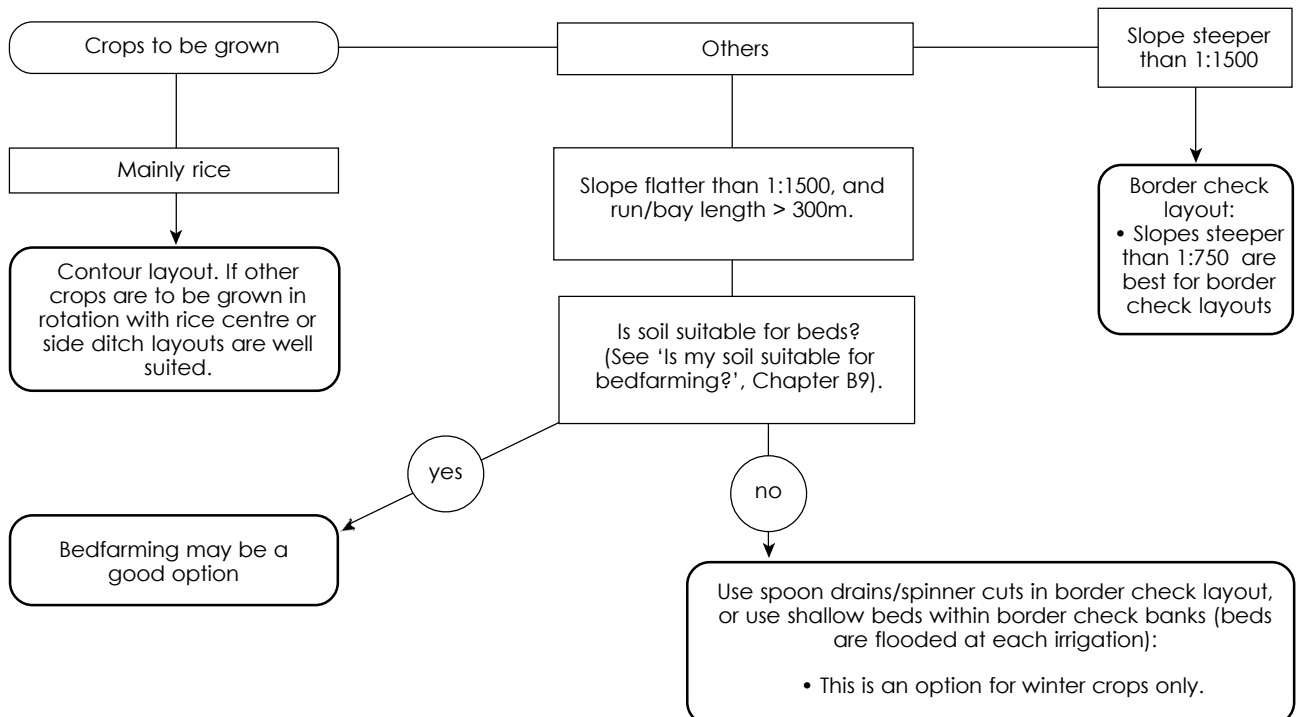 Crops to be grown
Others
Slope steeper
than 1:1500
Mainly rice
Slope flatter than 1:1500, and
run/bay length > 300m.
Border check
layout:
• Slopes steeper
than 1:750 are
best for border
check layouts
Contour layout. If other
crops are to be grown in
rotation with rice centre or
side ditch layouts are well
suited.
Is soil suitable for beds?
(See ‘Is my soil suitable for
bedfarming?’, Chapter B9).
yes
no
Bedfarming may be a
good option
Use spoon drains/spinner cuts in border check layout,
or use shallow beds within border check banks (beds
are flooded at each irrigation):
• This is an option for winter crops only.